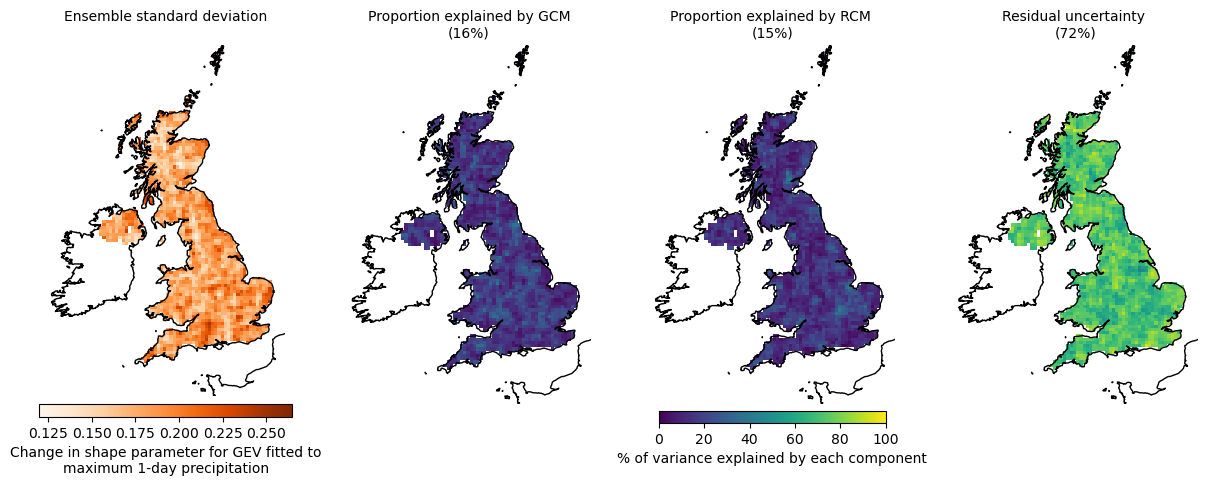 Ensemble standard deviation
Proportion explained by GCM
(16%)
Proportion explained by RCM
(15%)
Residual uncertainty
(72%)
0.125 0.150 0.175 0.200 0.225 0.250
Change in shape parameter for GEV fitted to
maximum 1-day precipitation
0 20 40 60 80 100
% of variance explained by each component